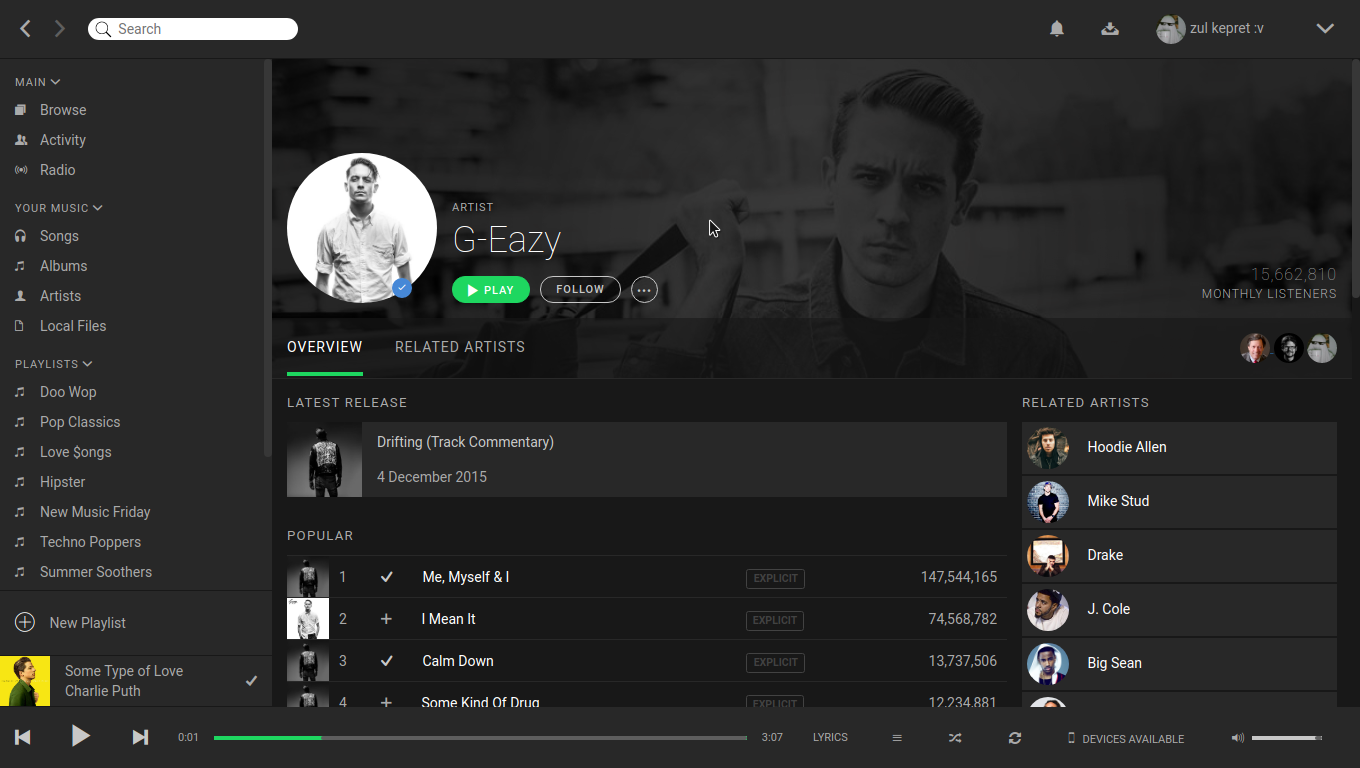 Search
zul kepret :v
MAIN
Browse
Activity
Radio
YOUR MUSIC
Songs
Albums
Artists
Local Files
PLAYLISTS
Doo Wop
Pop Classics
Love $ongs
Hipster
New Music Friday
Techno Poppers
Summer Soothers
New Playlist
Some Type of Love
Charlie Puth
ARTIST
G-Eazy
PLAY
FOLLOW
15,662,810
MONTHLY LISTENERS
OVERVIEW
RELATED ARTISTS
LATEST RELEASE
Drifting (Track Commentary)
4 December 2015
POPULAR
1 Me, Myself & I EXPLICIT 147,544,165
2 I Mean It EXPLICIT 74,568,782
3 Calm Down EXPLICIT 13,737,506
4 Some Kind Of Drug EXPLICIT 12,234,881
RELATED ARTISTS
Hoodie Allen
Mike Stud
Drake
J. Cole
Big Sean
0:01
3:07
LYRICS
DEVICES AVAILABLE